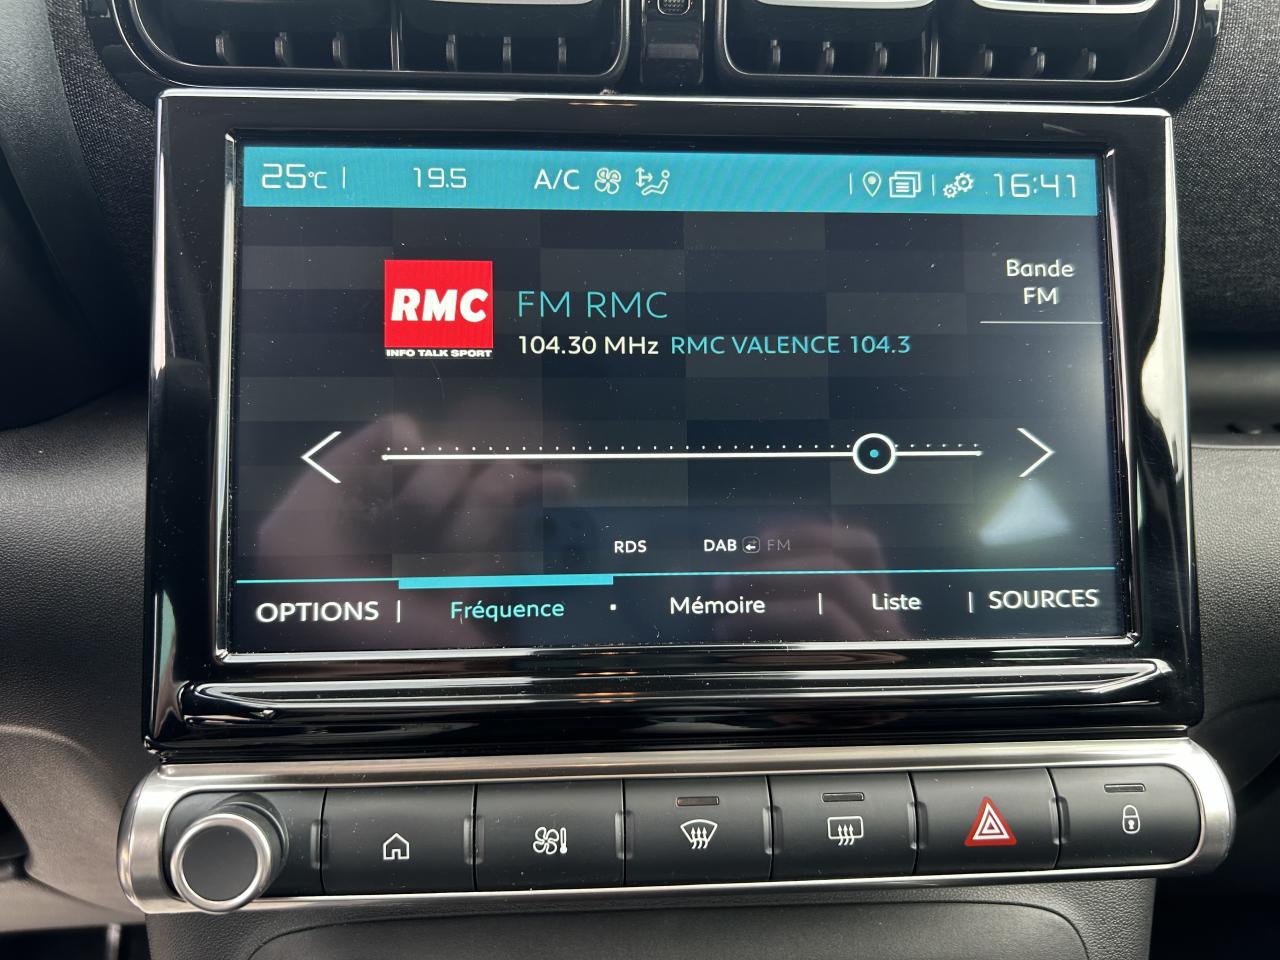 25°C | 19.5 A/C | | 16:41
Bande
FM
RMC
INFO TALK SPORT
FM RMC
104.30 MHz RMC VALENCE 104.3
RDS DAB FM
OPTIONS | Fréquence · Mémoire | Liste | SOURCES